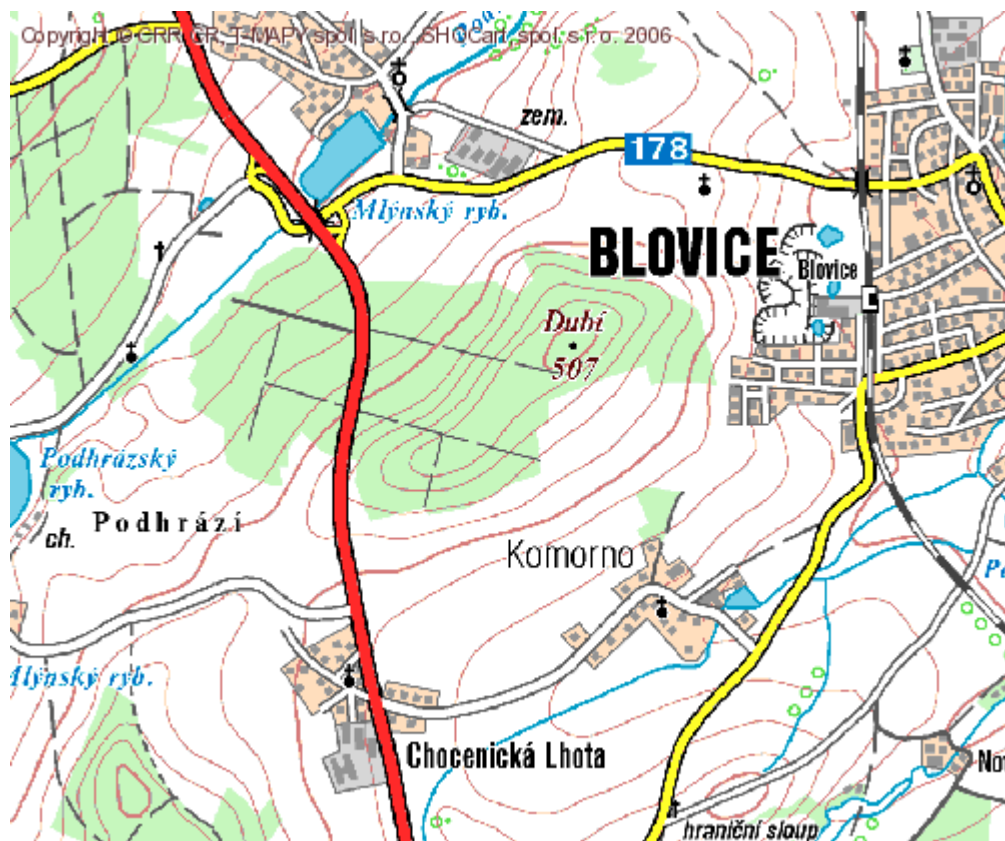 Copyright © CRR ČR, T-MAPY spol. s r.o., SHOCart, spol. s r.o. 2006
zem.
178
Mlýnský ryb.
BLOVICE
Blovice
Dubí
507
Podhrázský
ryb.
Podhrází
ch.
Komorno
Mlýnský ryb.
Chocenická Lhota
hraniční sloup